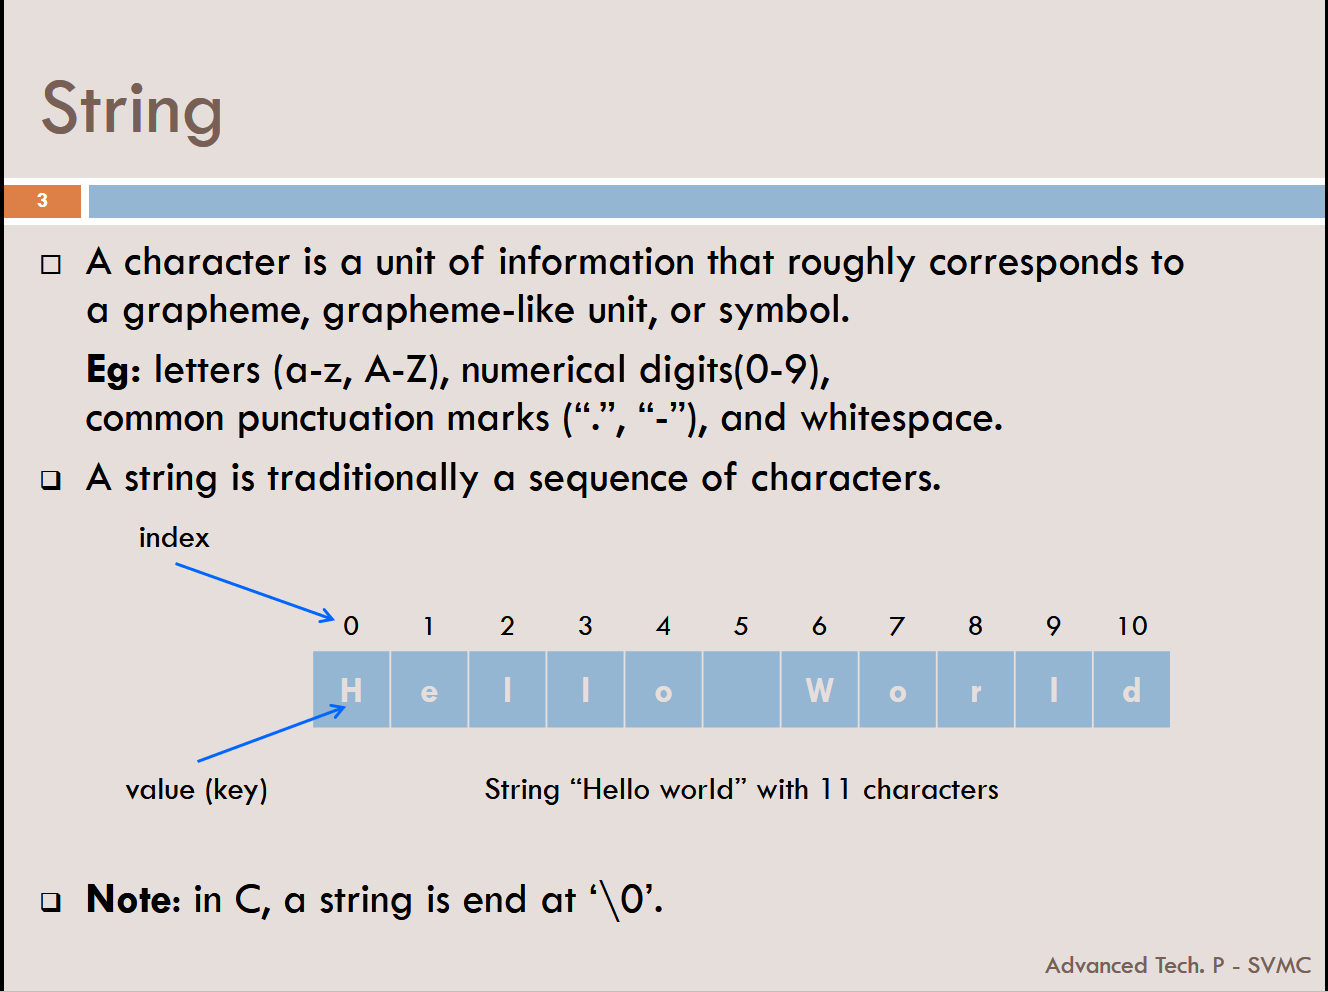 String
3
A character is a unit of information that roughly corresponds to
a grapheme, grapheme-like unit, or symbol.
Eg: letters (a-z, A-Z), numerical digits(0-9),
common punctuation marks (“.”, “-”), and whitespace.
A string is traditionally a sequence of characters.
index
0 1 2 3 4 5 6 7 8 9 10
H e l l o W o r l d
value (key)
String “Hello world” with 11 characters
Note: in C, a string is end at ‘\0’.
Advanced Tech. P - SVMC